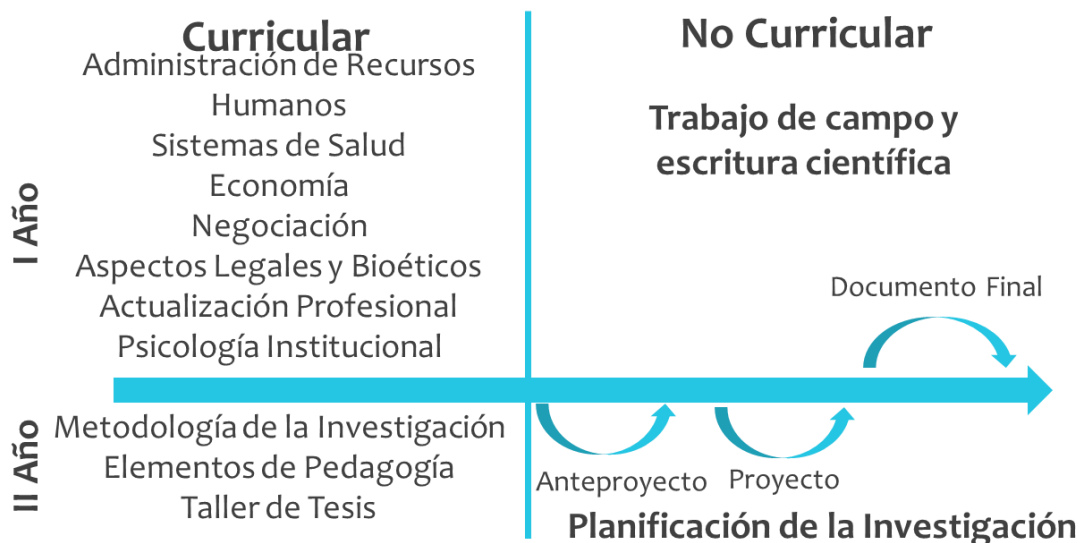 Curricular
Administración de Recursos
Humanos
Sistemas de Salud
Economía
Negociación
Aspectos Legales y Bioéticos
Actualización Profesional
Psicología Institucional
I Año
Metodología de la Investigación
Elementos de Pedagogía
Taller de Tesis
II Año
No Curricular
Trabajo de campo y
escritura científica
Documento Final
Anteproyecto
Proyecto
Planificación de la Investigación